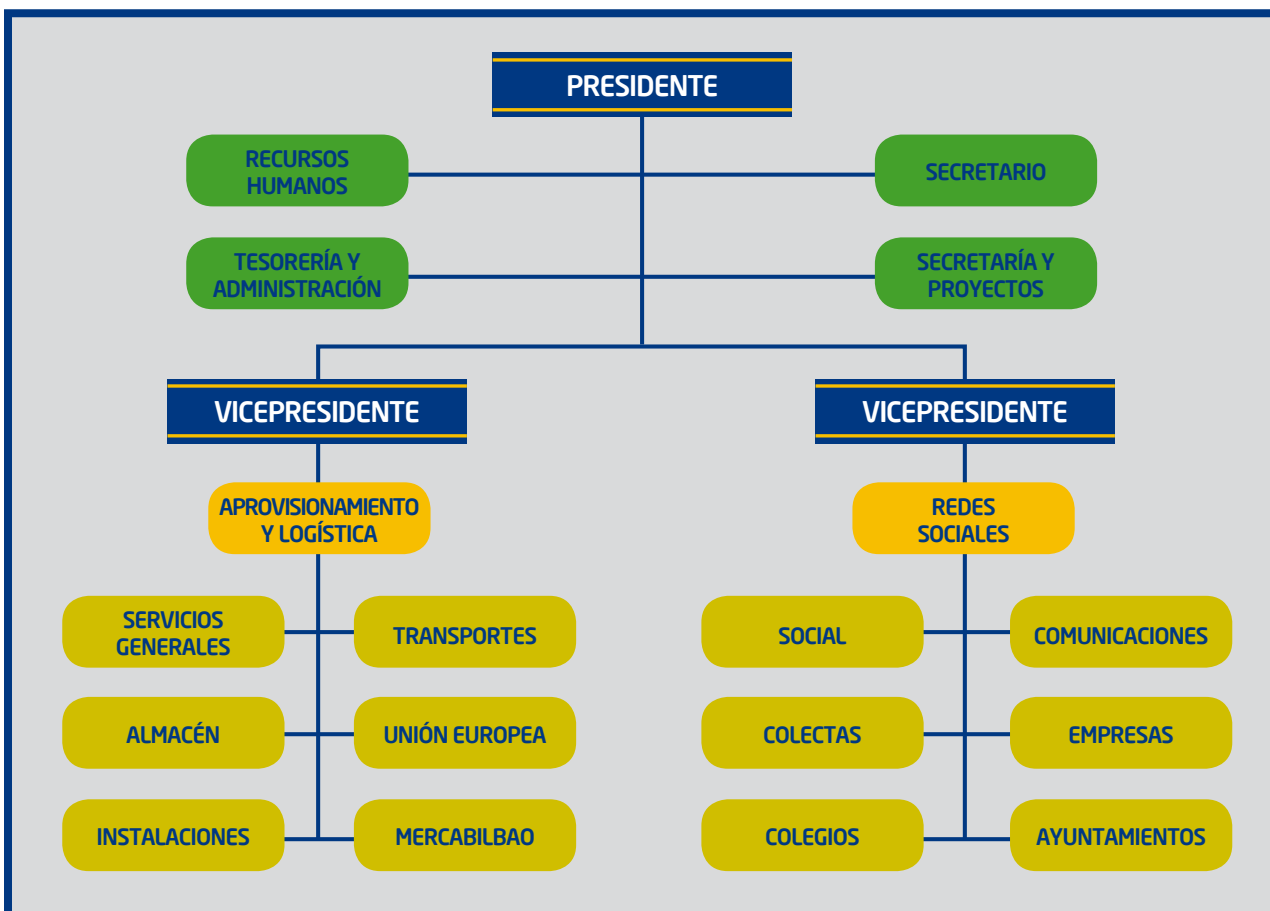 PRESIDENTE
RECURSOS
HUMANOS
SECRETARIO
TESORERÍA Y
ADMINISTRACIÓN
SECRETARÍA Y
PROYECTOS
VICEPRESIDENTE
VICEPRESIDENTE
APROVISIONAMIENTO
Y LOGÍSTICA
REDES
SOCIALES
SERVICIOS
GENERALES
TRANSPORTES
SOCIAL
COMUNICACIONES
ALMACÉN
UNIÓN EUROPEA
COLECTAS
EMPRESAS
INSTALACIONES
MERCABILBAO
COLEGIOS
AYUNTAMIENTOS